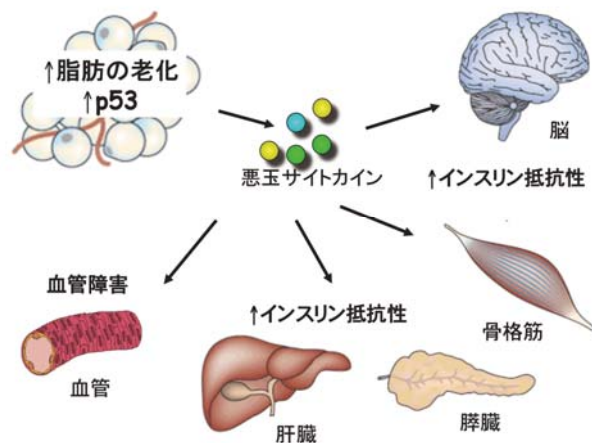 ↑脂肪の老化
↑p53
悪玉サイトカイン
脳
↑インスリン抵抗性
骨格筋
血管障害
血管
↑インスリン抵抗性
肝臓
膵臓